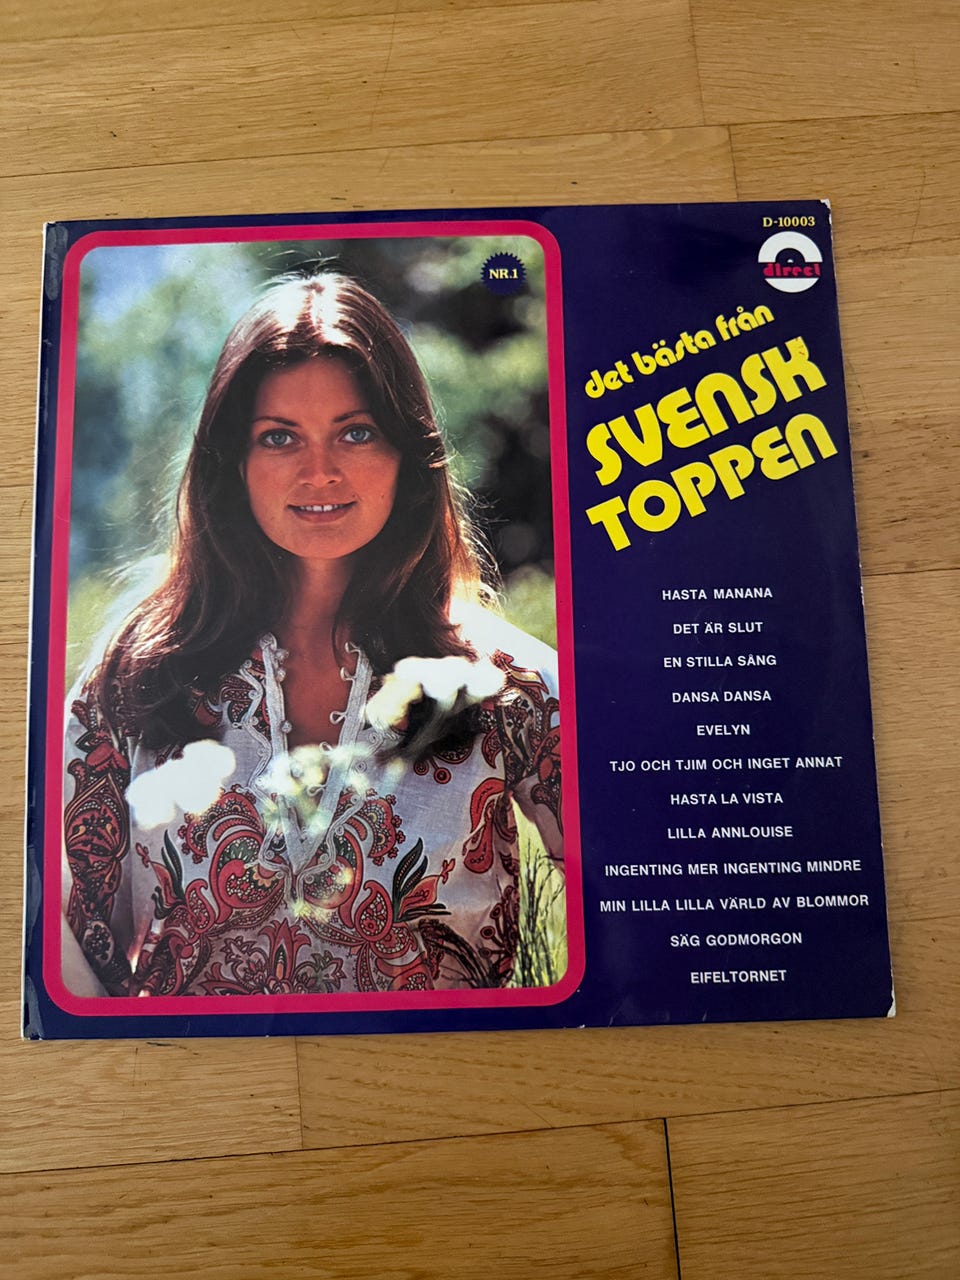 D-10003
direct
NR.1
det bästa från
SVENSK
TOPPEN
HASTA MANANA
DET ÄR SLUT
EN STILLA SÅNG
DANSA DANSA
EVELYN
TJO OCH TJIM OCH INGET ANNAT
HASTA LA VISTA
LILLA ANNLOUISE
INGENTING MER INGENTING MINDRE
MIN LILLA LILLA VÄRLD AV BLOMMOR
SÄG GODMORGON
EIFELTORNET